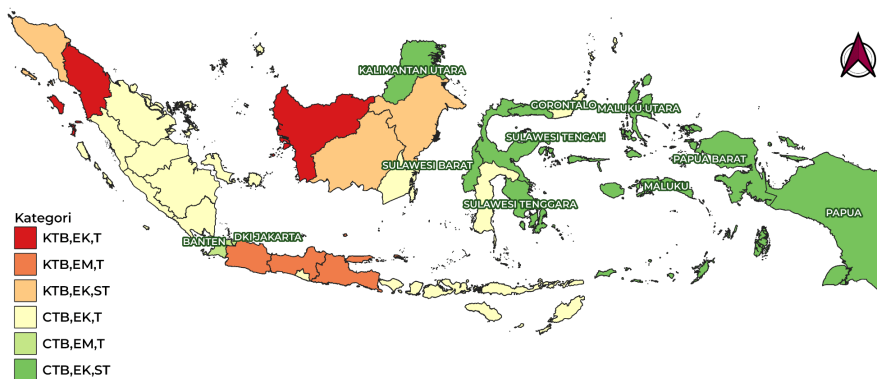 KALIMANTAN UTARA
GORONTALO
MALUKU UTARA
SULAWESI TENGAH
SULAWESI BARAT
PAPUA BARAT
MALUKU
SULAWESI TENGGARA
PAPUA
BANTEN
DKI JAKARTA
Kategori
KTB,EK,T
KTB,EM,T
KTB,EK,ST
CTB,EK,T
CTB,EM,T
CTB,EK,ST